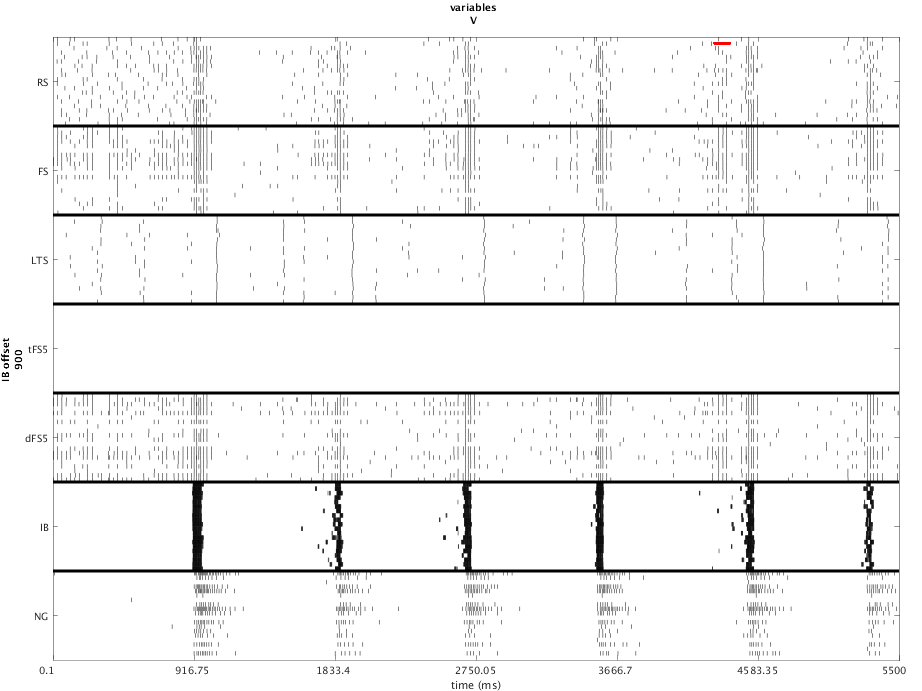 variables
V
RS
FS
LTS
IB offset
900
tFS5
dFS5
IB
NG
0.1 916.75 1833.4 2750.05 3666.7 4583.35 5500
time (ms)